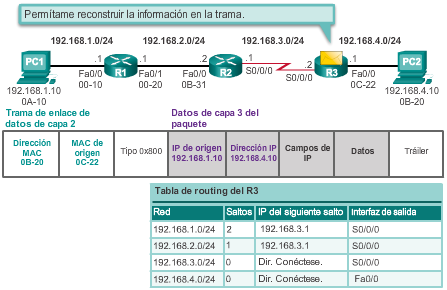 Permítame reconstruir la información en la trama.
192.168.1.0/24
192.168.2.0/24
192.168.3.0/24
192.168.4.0/24
PC1
.1
R1
.1
.2
R2
.1
.2
R3
.1
PC2
Fa0/0
Fa0/1
Fa0/0
S0/0/0
S0/0/0
Fa0/0
192.168.1.10
00-10
00-20
0B-31
0C-22
192.168.4.10
0A-10
0B-20
Trama de enlace de
datos de capa 2
Datos de capa 3 del
paquete
Dirección
MAC
0B-20
MAC de
origen
0C-22
Tipo 0x800
IP de origen
192.168.1.10
Dirección IP
192.168.4.10
Campos de
IP
Datos
Tráiler
Tabla de routing del R3
Red Saltos IP del siguiente salto Interfaz de salida
192.168.1.0/24 2 192.168.3.1 S0/0/0
192.168.2.0/24 1 192.168.3.1 S0/0/0
192.168.3.0/24 0 Dir. Conéctese. S0/0/0
192.168.4.0/24 0 Dir. Conéctese. Fa0/0